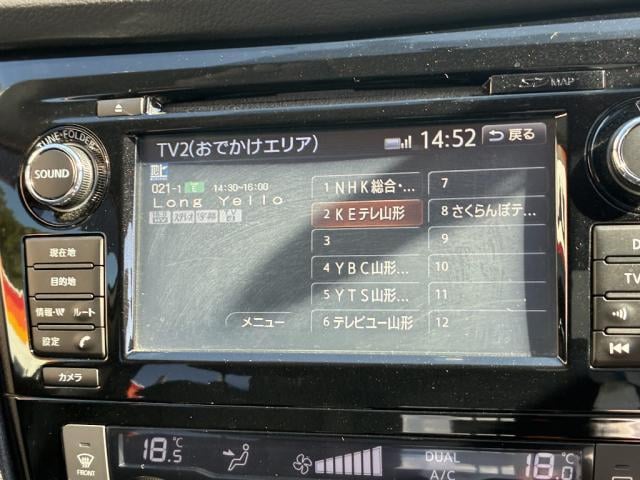 SD MAP
TUNE·FOLDER
SOUND
TV2(おでかけエリア)
14:52
戻る
地上
021-1 E 14:30-16:00
Long Yello
字幕
メニュー
1 NHK総合・...
2 KEテレ山形
3
4 YBC山形...
5 YTS山形...
6 テレビユー山形
7
8 さくらんぼテ...
9
10
11
12
現在地
目的地
情報・VI ルート
設定
カメラ
D
TV
FRONT
18.5 °C
DUAL
A/C
18.0 °C